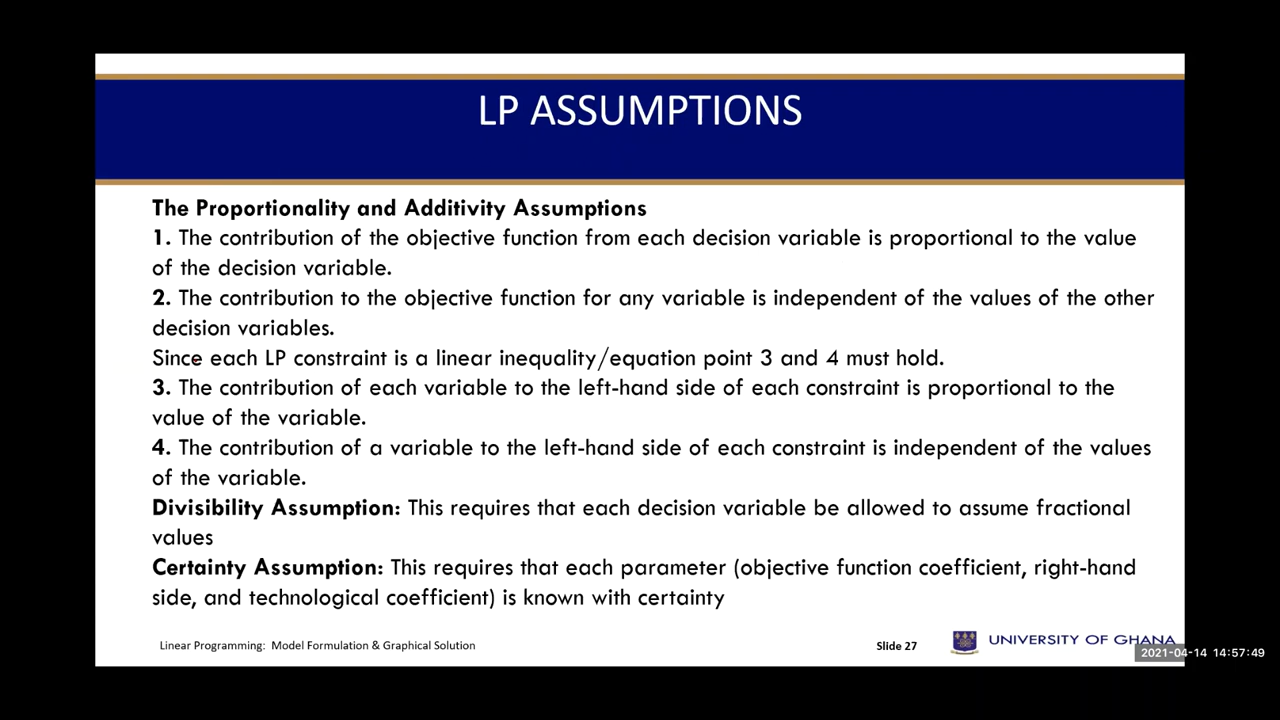 LP ASSUMPTIONS
The Proportionality and Additivity Assumptions
1. The contribution of the objective function from each decision variable is proportional to the value
of the decision variable.
2. The contribution to the objective function for any variable is independent of the values of the other
decision variables.
Since each LP constraint is a linear inequality/equation point 3 and 4 must hold.
3. The contribution of each variable to the left-hand side of each constraint is proportional to the
value of the variable.
4. The contribution of a variable to the left-hand side of each constraint is independent of the values
of the variable.
Divisibility Assumption: This requires that each decision variable be allowed to assume fractional
values
Certainty Assumption: This requires that each parameter (objective function coefficient, right-hand
side, and technological coefficient) is known with certainty
Linear Programming: Model Formulation & Graphical Solution
Slide 27
UNIVERSITY OF GHANA
2021-04-14 14:57:49